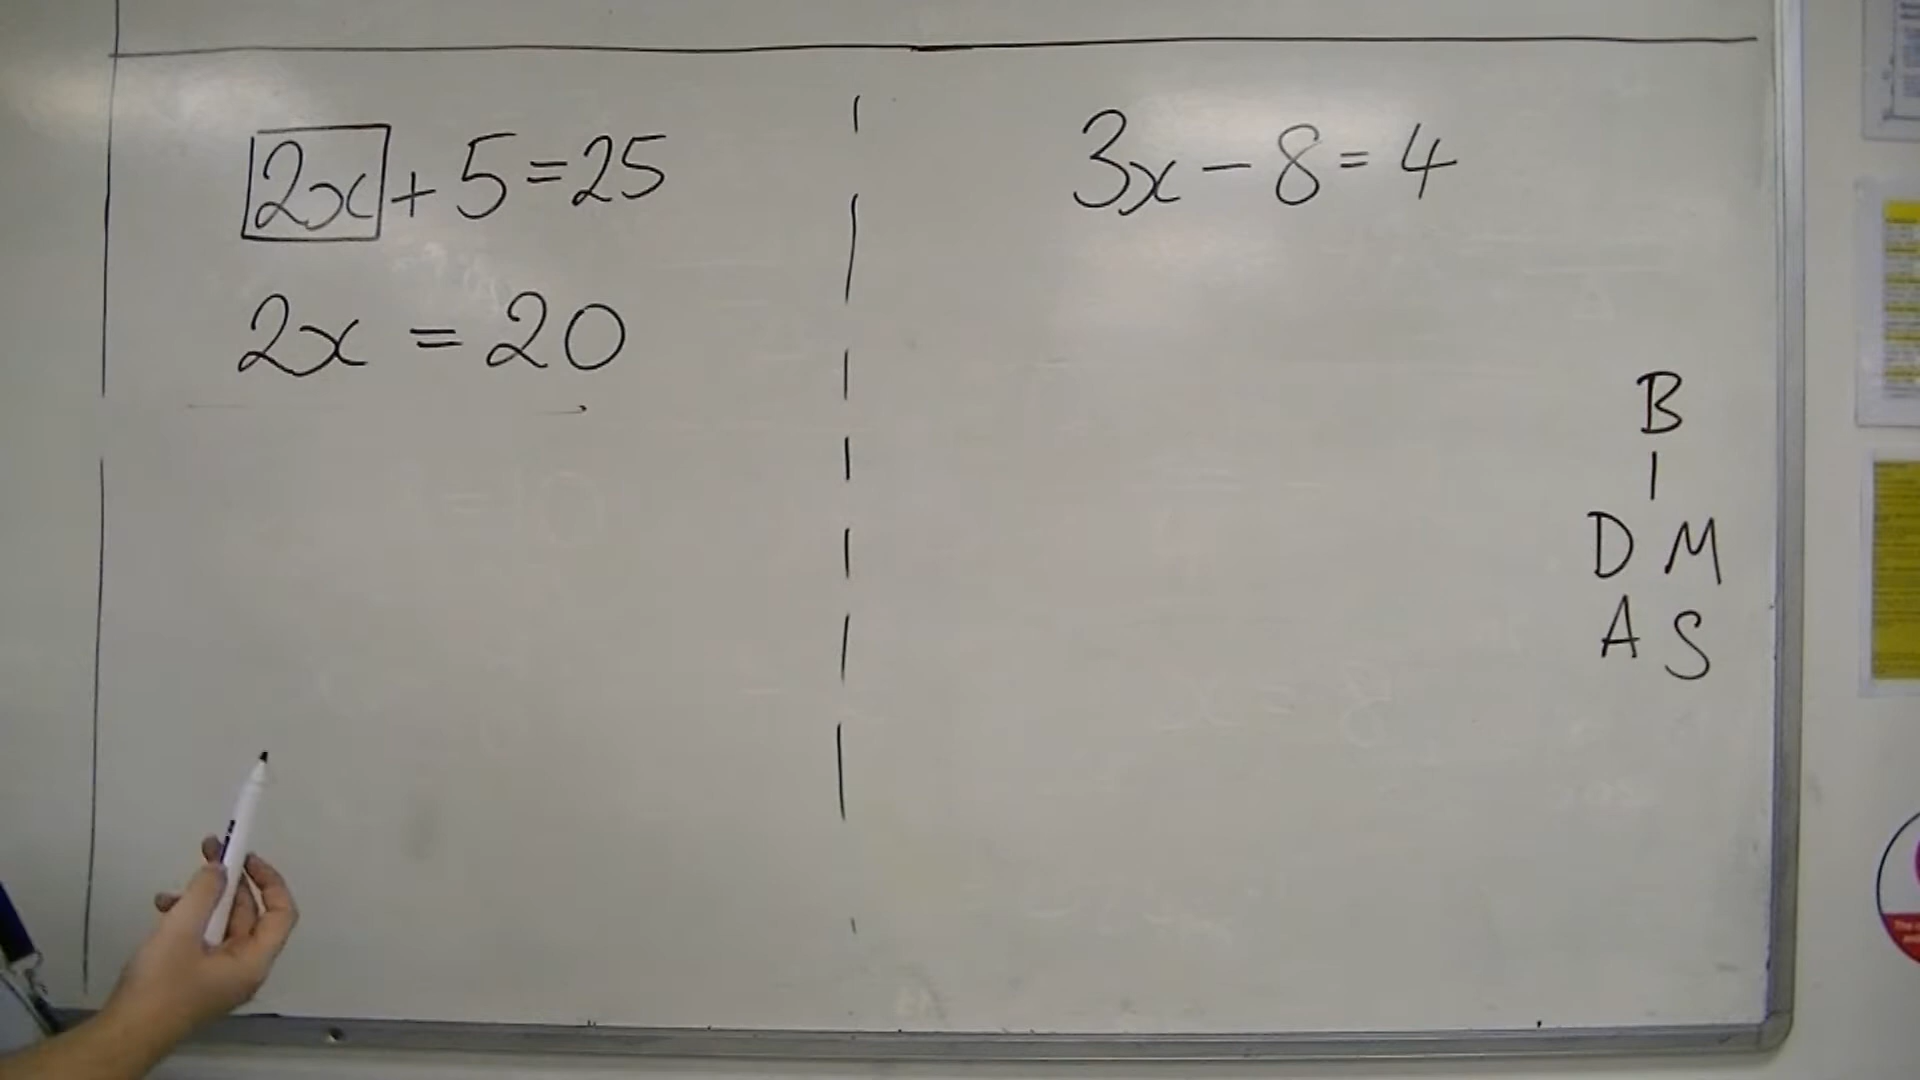 2x + 5 = 25
2x = 20
3x - 8 = 4
B
I
D M
A S